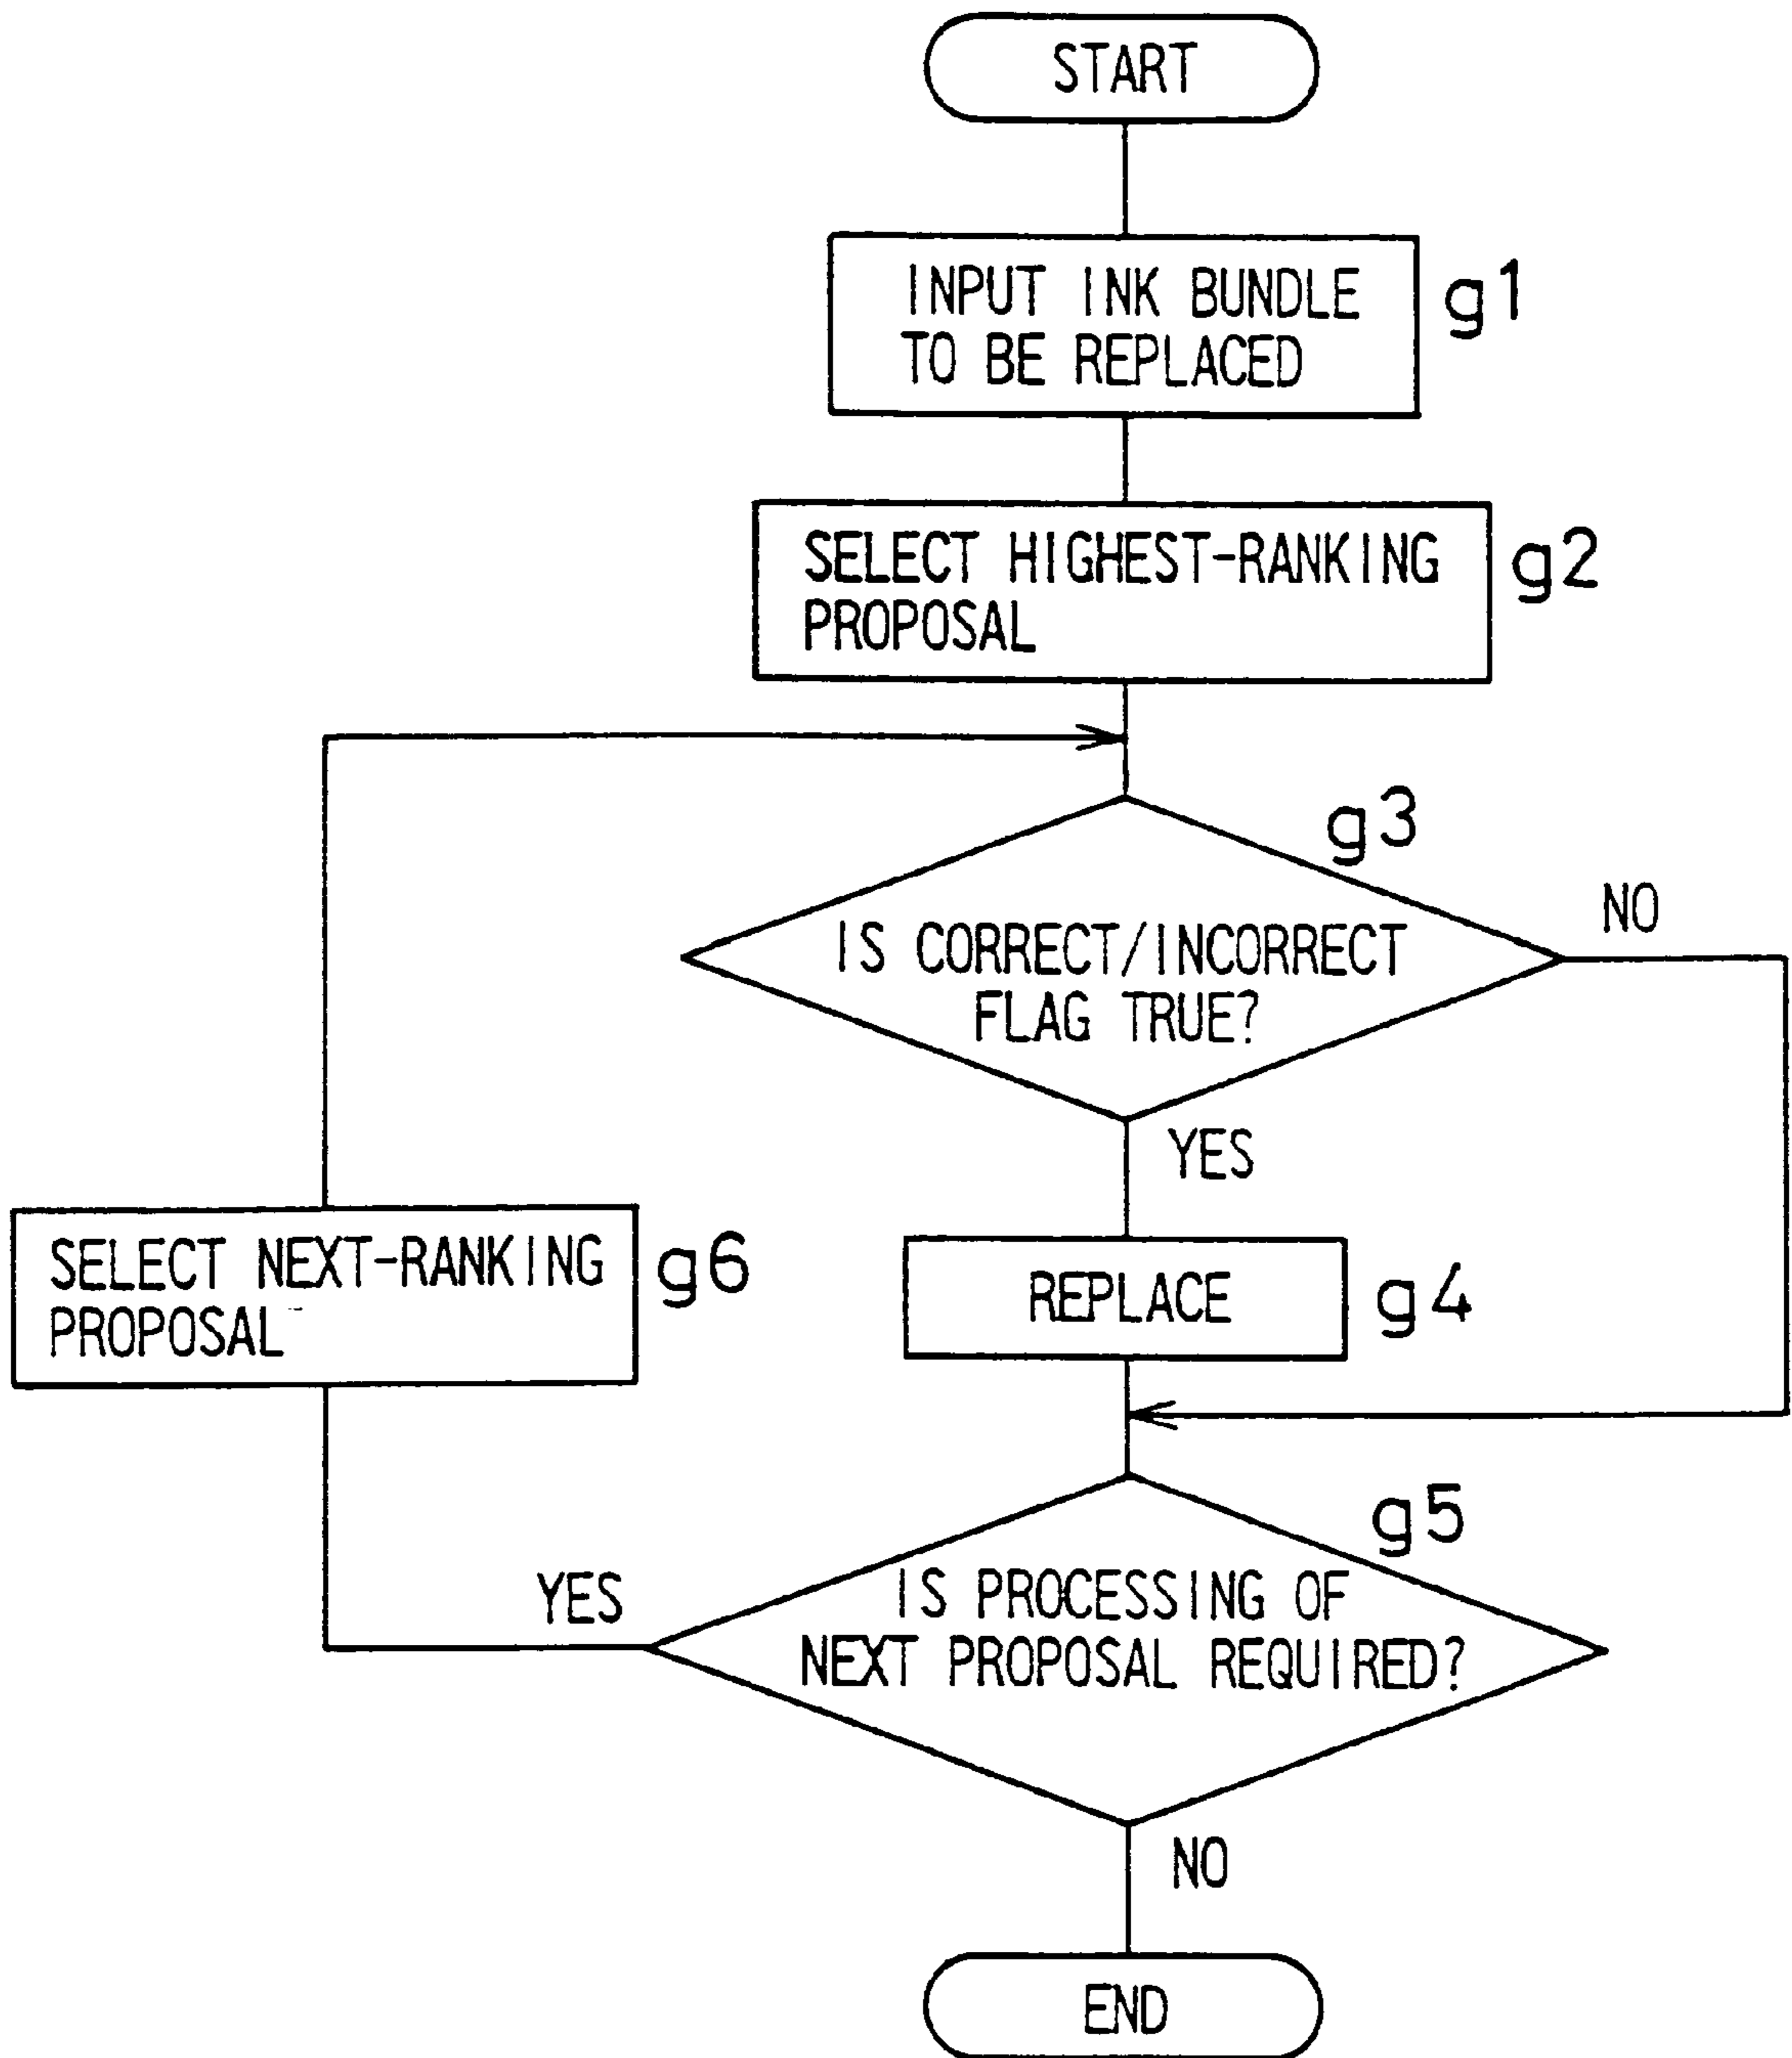 START
INPUT INK BUNDLE
TO BE REPLACED
g1
SELECT HIGHEST-RANKING
PROPOSAL
g2
g3
IS CORRECT/INCORRECT
FLAG TRUE?
NO
YES
SELECT NEXT-RANKING
PROPOSAL
g6
REPLACE
g4
g5
IS PROCESSING OF
NEXT PROPOSAL REQUIRED?
YES
NO
END